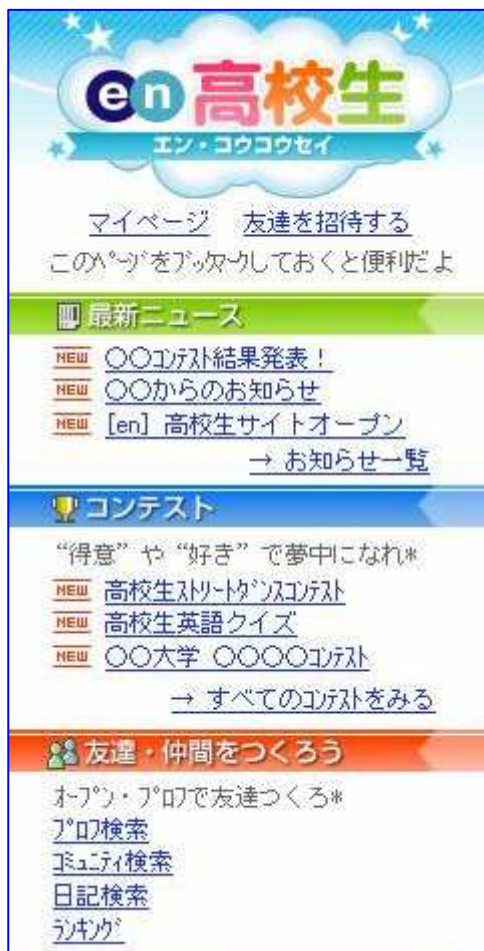 en高校生
エン・コウコウセイ
マイページ 友達を招待する
このﾍﾟｰｼﾞをﾌﾞｯｸﾏｰｸしておくと便利だよ
最新ニュース
NEW 〇〇ｺﾝﾃｽﾄ結果発表！
NEW 〇〇からのお知らせ
NEW [en] 高校生サイトオープン
→ お知らせ一覧
コンテスト
“得意” や “好き” で夢中になれ*
NEW 高校生ｽﾄﾘｰﾄﾀﾞﾝｽｺﾝﾃｽﾄ
NEW 高校生英語クイズ
NEW 〇〇大学 〇〇〇〇ｺﾝﾃｽﾄ
→ すべてのｺﾝﾃｽﾄをみる
友達・仲間をつくろう
ｵｰﾌﾟﾝ・ﾌﾟﾛﾌで友達つくろ*
ﾌﾟﾛﾌ検索
ｺﾐｭﾆﾃｨ検索
日記検索
ﾗﾝｷﾝｸﾞ